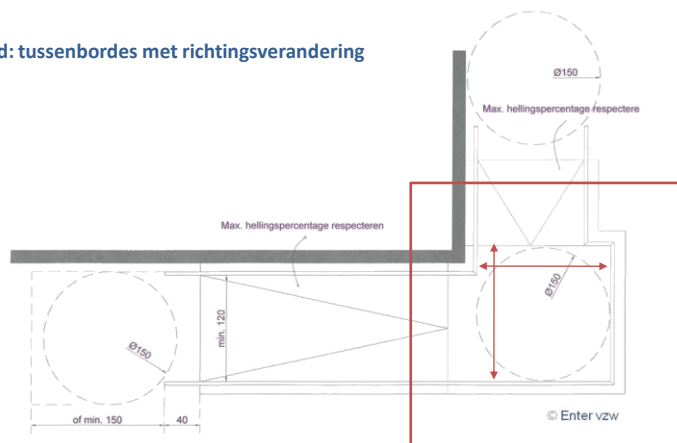 d: tussenbordes met richtingsverandering
Ø150
Max. hellingspercentage respectere
Max. hellingspercentage respecteren
Ø150
min. 120
Ø150
of min. 150
40
© Enter vzw